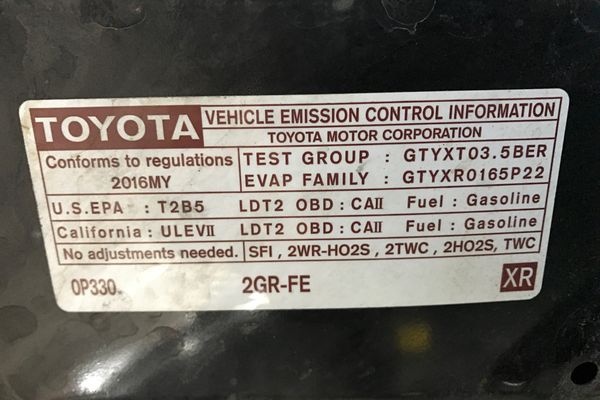 TOYOTA
VEHICLE EMISSION CONTROL INFORMATION
TOYOTA MOTOR CORPORATION
Conforms to regulations
2016MY
TEST GROUP : GTYXT03.5BER
EVAP FAMILY : GTYXR0165P22
U.S.EPA : T2B5 LDT2 OBD : CAII Fuel : Gasoline
California : ULEVII LDT2 OBD : CAII Fuel : Gasoline
No adjustments needed. SFI , 2WR-HO2S , 2TWC , 2HO2S, TWC
0P330. 2GR-FE XR